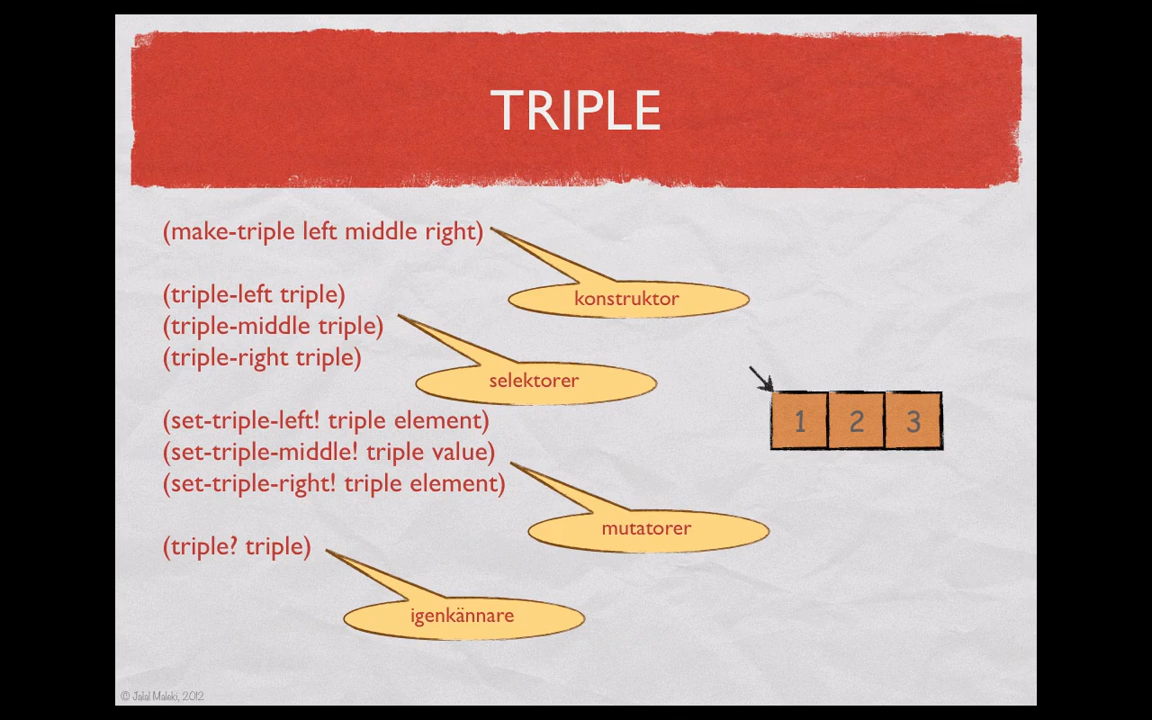 TRIPLE
(make-triple left middle right)
konstruktor
(triple-left triple)
(triple-middle triple)
(triple-right triple)
selektorer
(set-triple-left! triple element)
(set-triple-middle! triple value)
(set-triple-right! triple element)
1 2 3
mutatorer
(triple? triple)
igenkännare
© Jalal Maleki, 2012